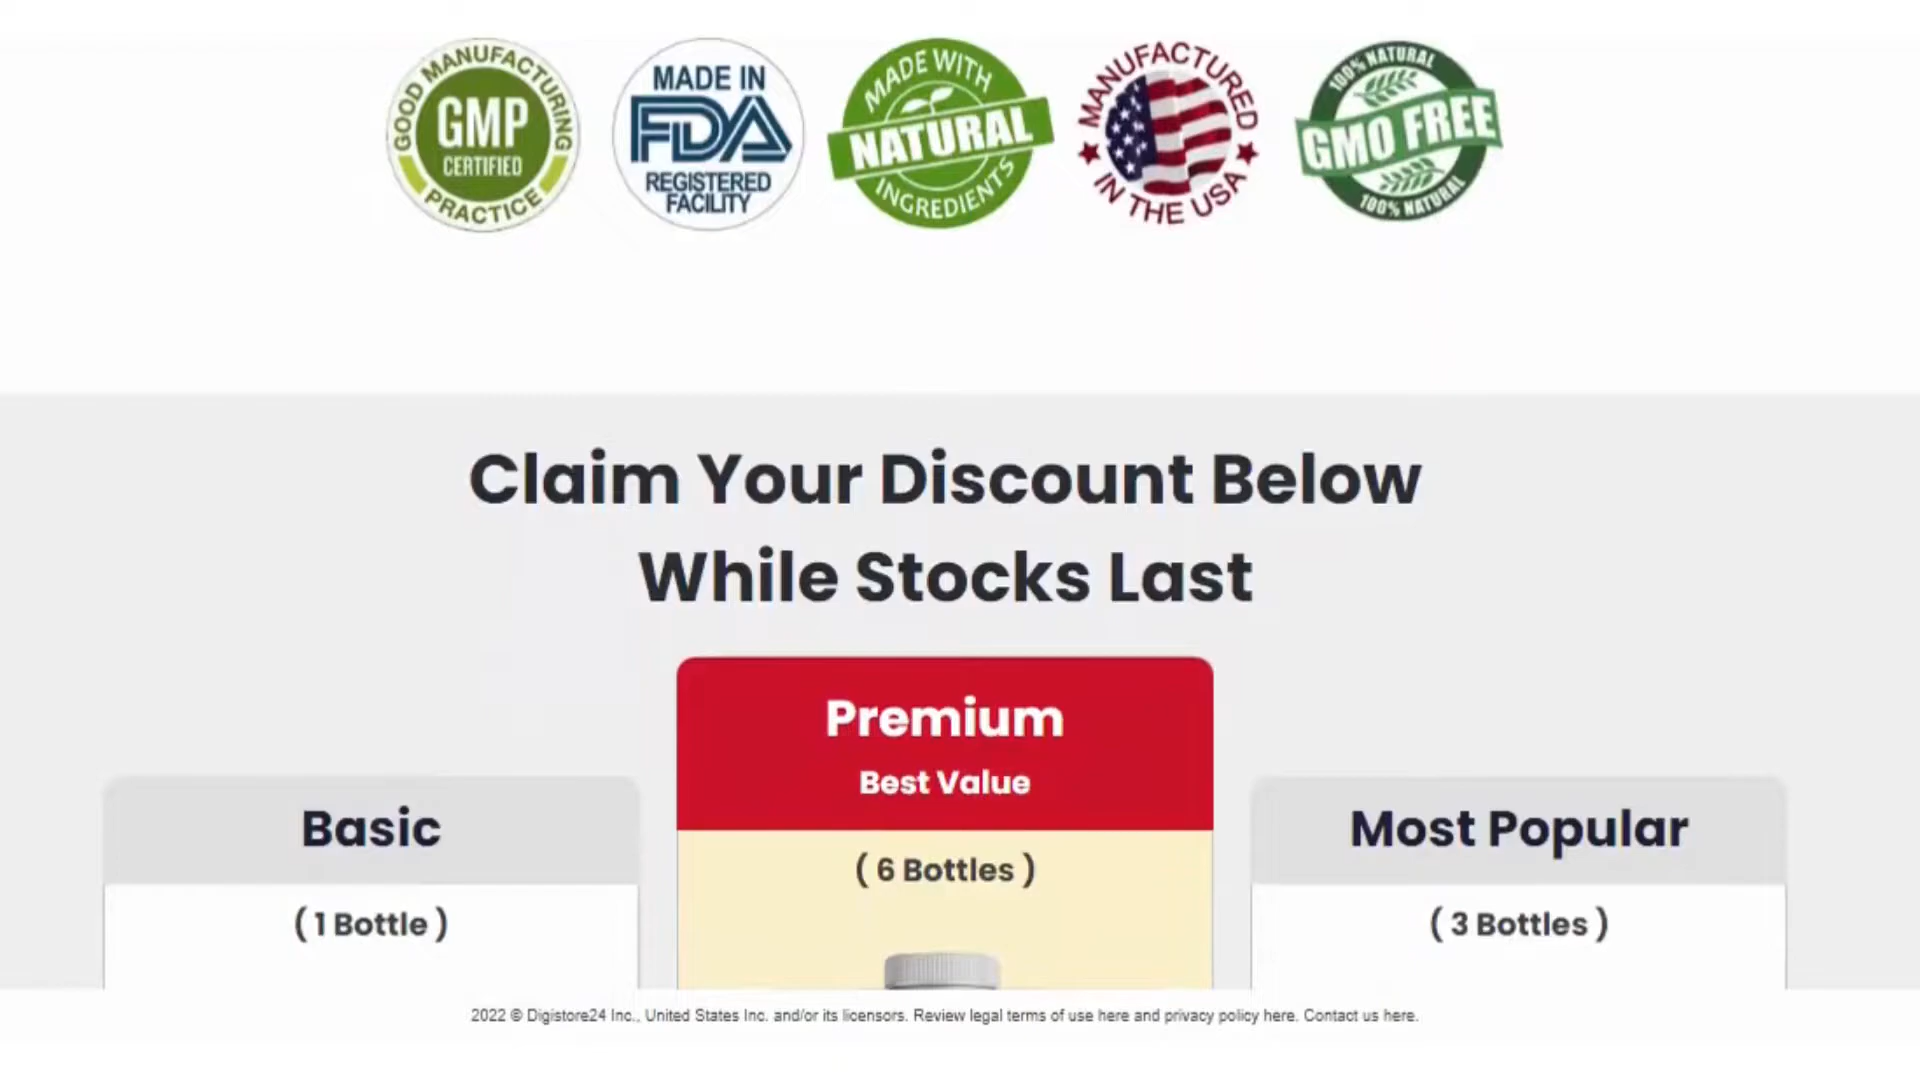 GOOD MANUFACTURING
GMP
CERTIFIED
PRACTICE
MADE IN
FDA
REGISTERED
FACILITY
MADE WITH
NATURAL
INGREDIENTS
MANUFACTURED
IN THE USA
100% NATURAL
GMO FREE
100% NATURAL
Claim Your Discount Below
While Stocks Last
Premium
Best Value
( 6 Bottles )
Basic
( 1 Bottle )
Most Popular
( 3 Bottles )
2022 © Digistore24 Inc., United States Inc. and/or its licensors. Review legal terms of use here and privacy policy here. Contact us here.